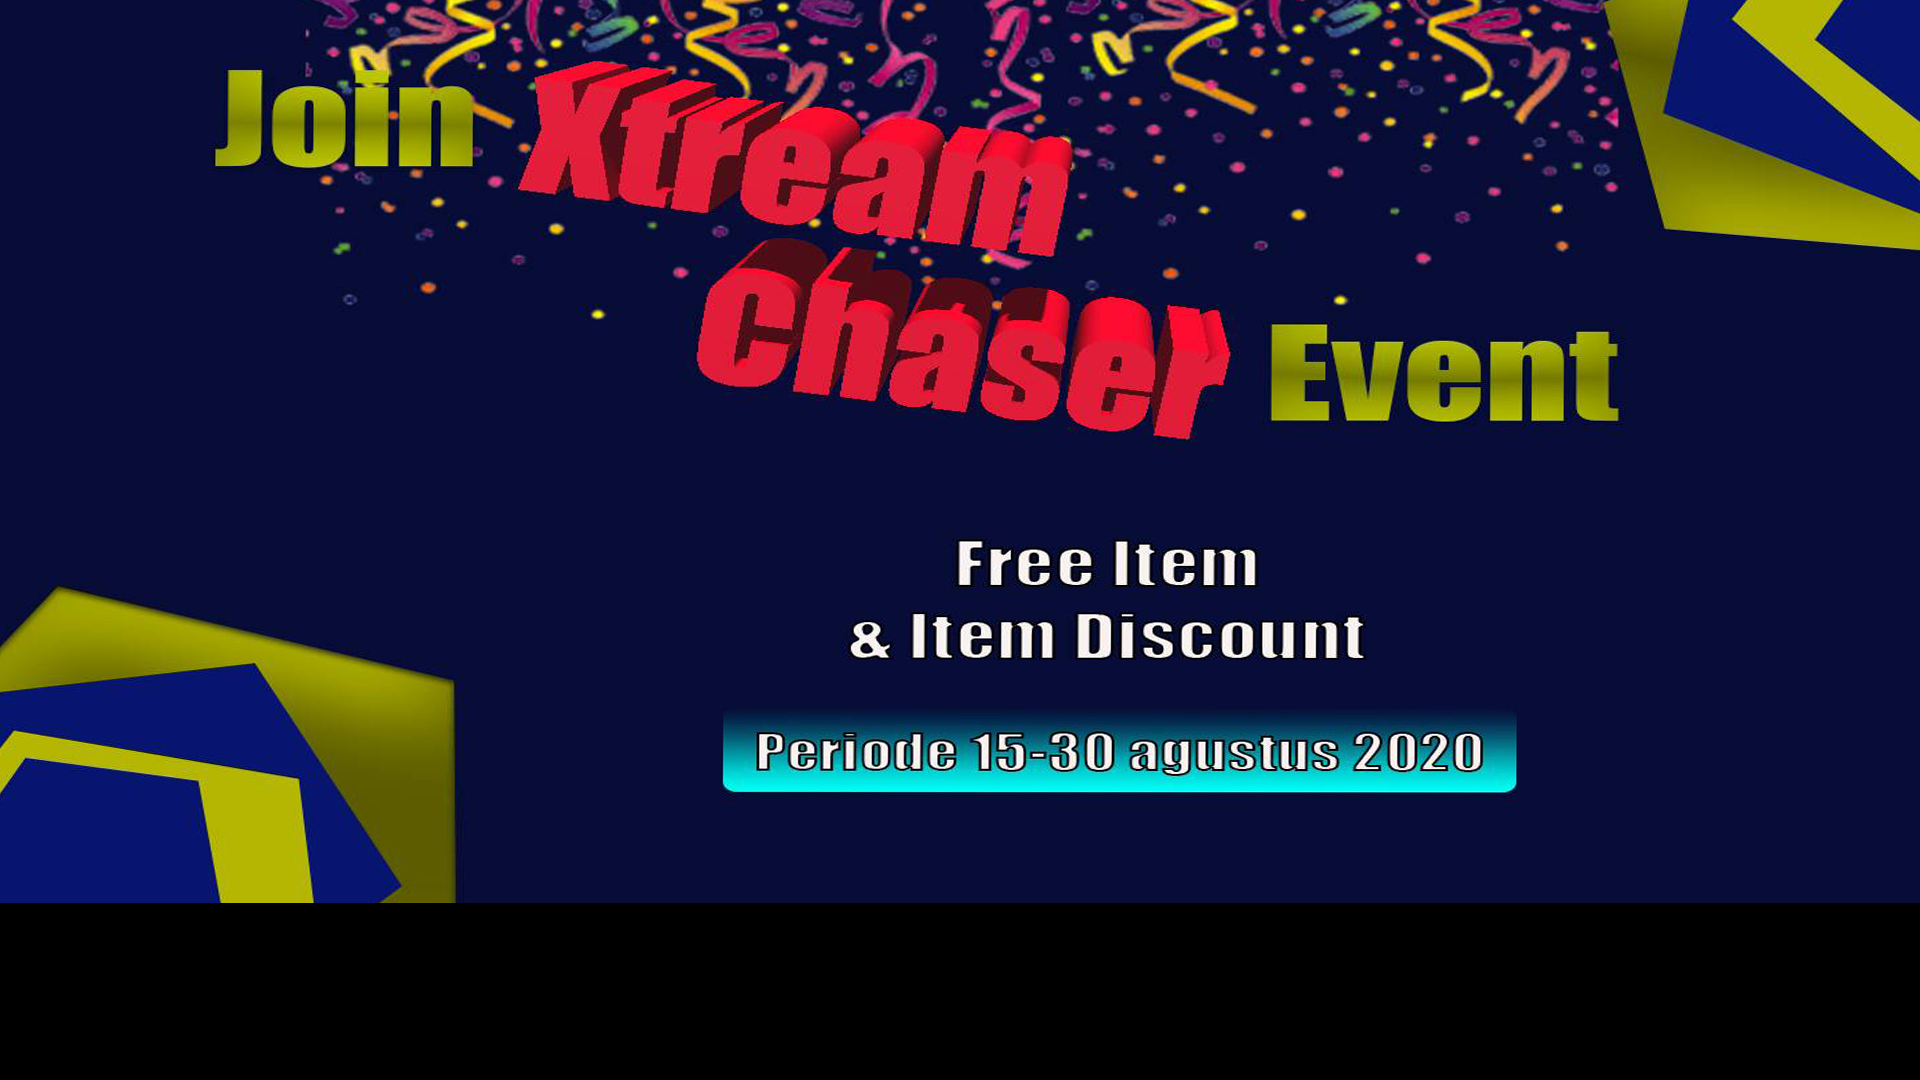 Join Xtream
Chaser Event
Free Item
& Item Discount
Periode 15-30 agustus 2020